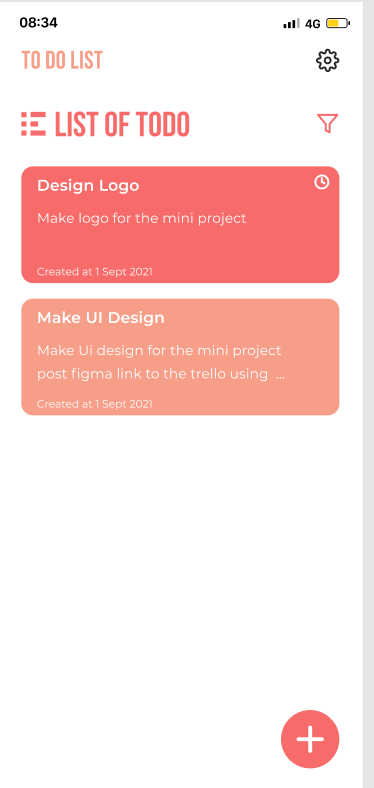 08:34
4G
TO DO LIST
LIST OF TODO
Design Logo
Make logo for the mini project
Created at 1 Sept 2021
Make UI Design
Make Ui design for the mini project
post figma link to the trello using ...
Created at 1 Sept 2021